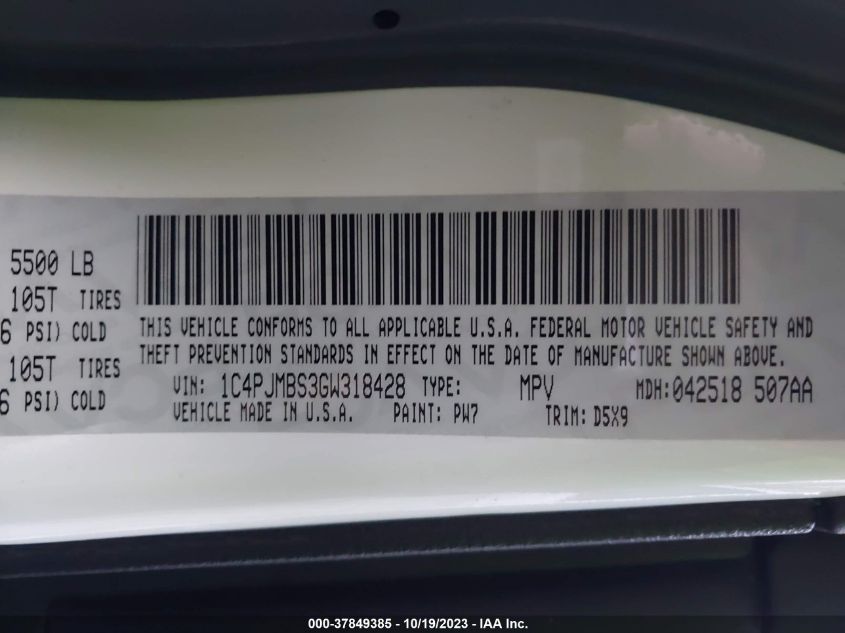 5500 LB
105T TIRES
6 PSI) COLD
105T TIRES
6 PSI) COLD
THIS VEHICLE CONFORMS TO ALL APPLICABLE U.S.A. FEDERAL MOTOR VEHICLE SAFETY AND
THEFT PREVENTION STANDARDS IN EFFECT ON THE DATE OF MANUFACTURE SHOWN ABOVE.
VIN: 1C4PJMBS3GW318428 TYPE: MPV MDH:042518 507AA
VEHICLE MADE IN U.S.A. PAINT: PW7 TRIM: D5X9
000-37849385 - 10/19/2023 - IAA Inc.